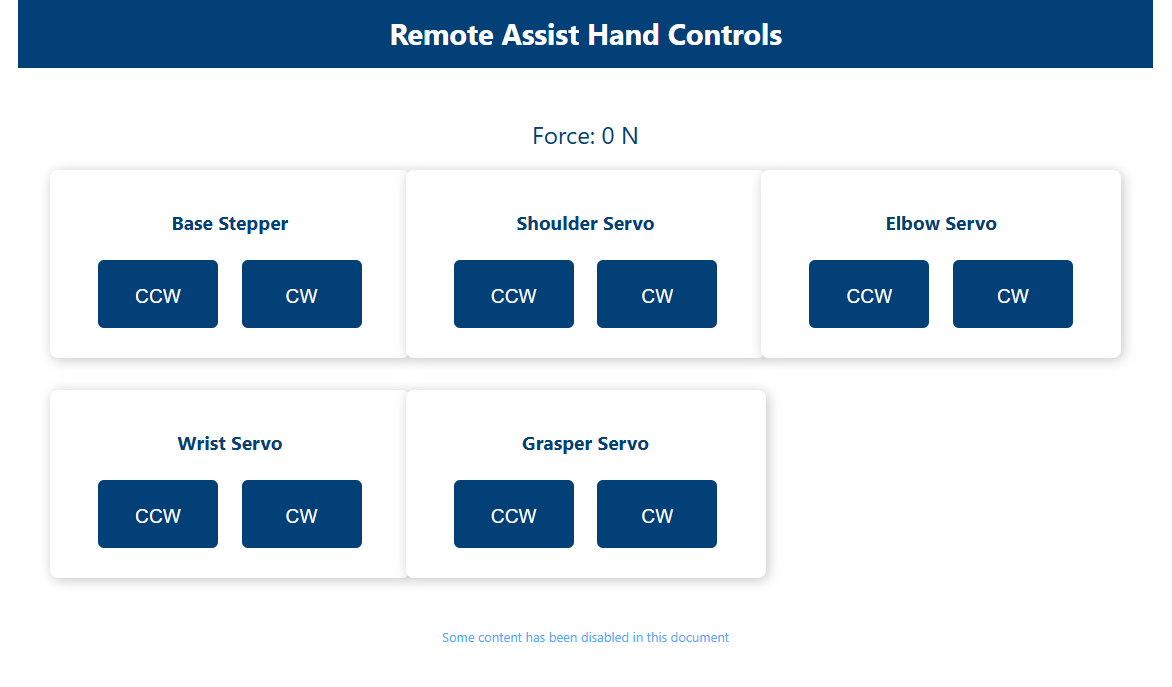 Remote Assist Hand Controls
Force: 0 N
Base Stepper
CCW CW
Shoulder Servo
CCW CW
Elbow Servo
CCW CW
Wrist Servo
CCW CW
Grasper Servo
CCW CW
Some content has been disabled in this document